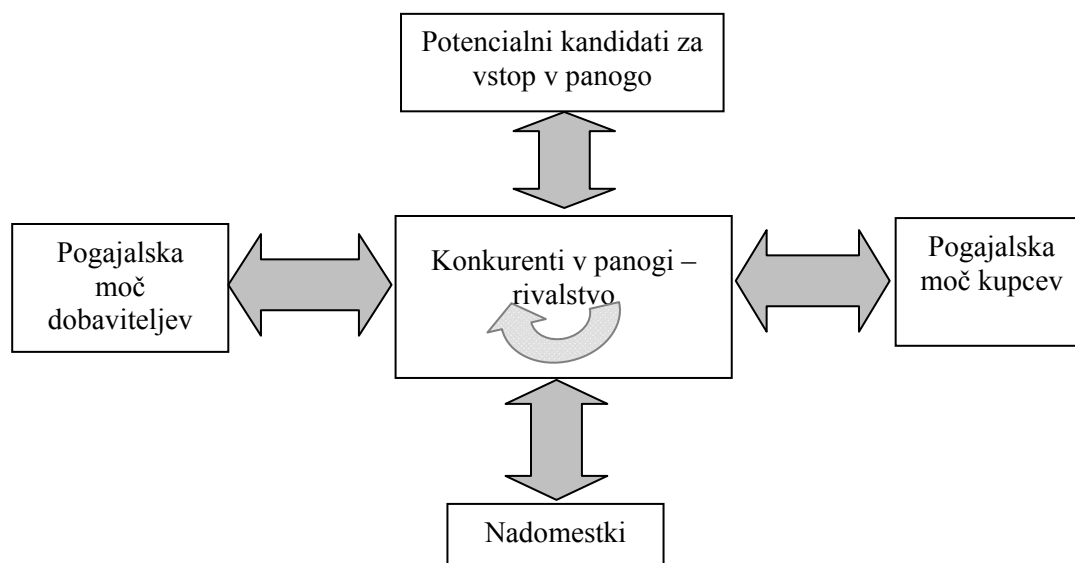 Potencialni kandidati za
vstop v panogo
Pogajalska
moč
dobaviteljev
Konkurenti v panogi –
rivalstvo
Pogajalska
moč kupcev
Nadomestki